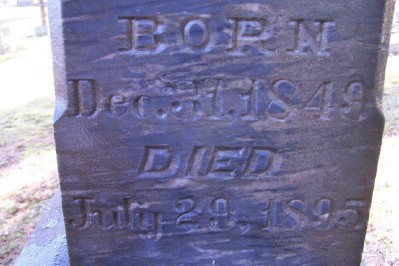 BORN
Dec. 31. 1849
DIED
July 29, 1895